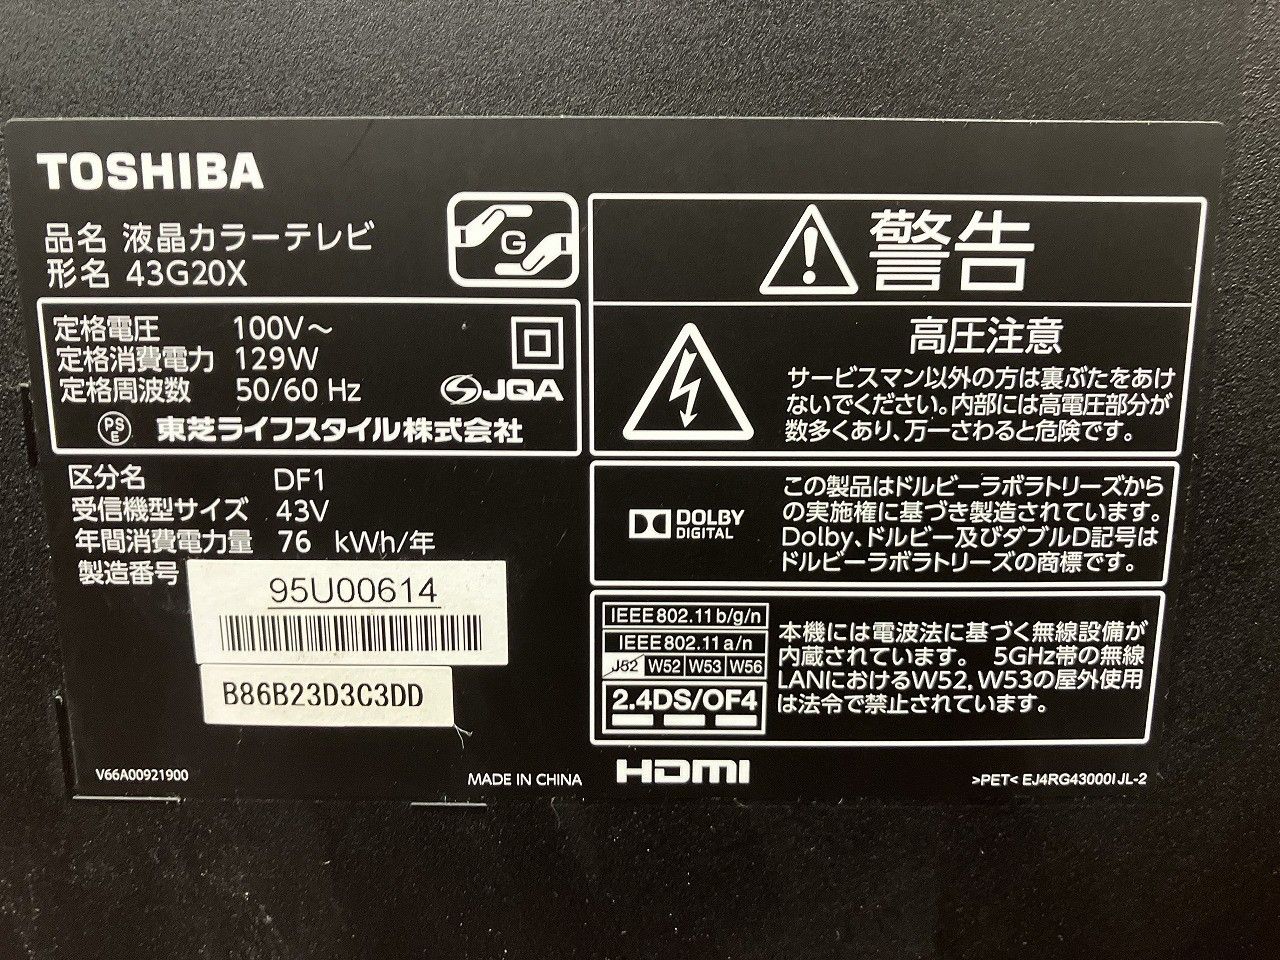 TOSHIBA
品名 液晶カラーテレビ
形名 43G20X
G
定格電圧 100V～
定格消費電力 129W
定格周波数 50/60 Hz
JQA
PS
E
東芝ライフスタイル株式会社
区分名 DF1
受信機型サイズ 43V
年間消費電力量 76 kWh/年
製造番号
95U00614
B86B23D3C3DD
V66A00921900
MADE IN CHINA
警告
高圧注意
サービスマン以外の方は裏ぶたをあけ
ないでください。内部には高電圧部分が
数多くあり、万一さわると危険です。
DOLBY
DIGITAL
この製品はドルビーラボラトリーズから
の実施権に基づき製造されています。
Dolby、ドルビー及びダブルD記号は
ドルビーラボラトリーズの商標です。
IEEE802.11b/g/n
IEEE802.11a/n
J52 W52 W53 W56
2.4DS/OF4
本機には電波法に基づく無線設備が
内蔵されています。 5GHz帯の無線
LANにおけるW52, W53の屋外使用
は法令で禁止されています。
HDMI
>PET< EJ4RG43000IJL-2